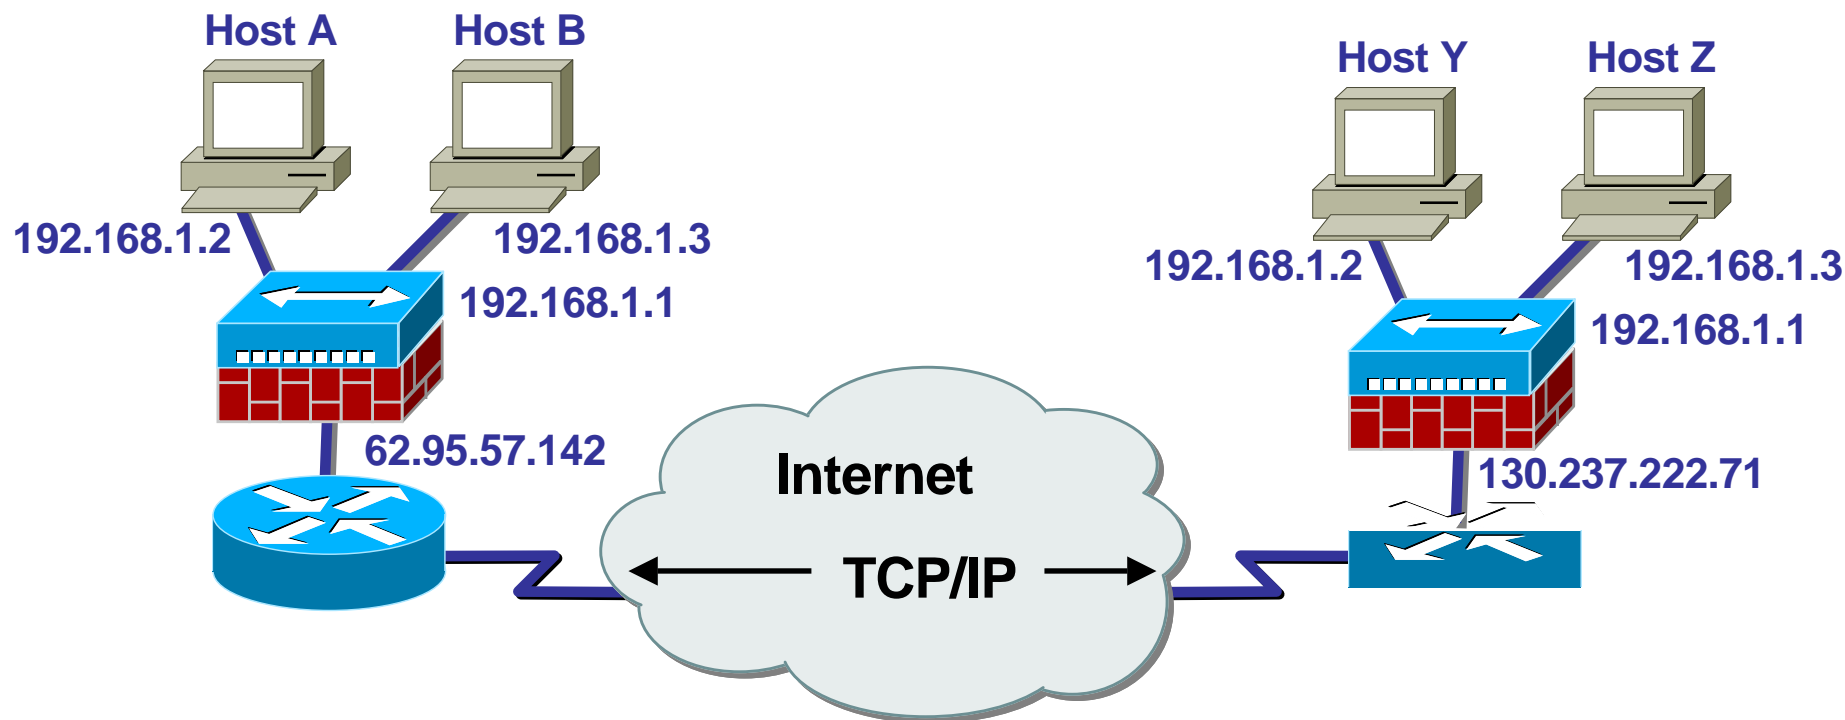 Host A
Host B
Host Y
Host Z
192.168.1.2
192.168.1.3
192.168.1.2
192.168.1.3
192.168.1.1
192.168.1.1
62.95.57.142
Internet
130.237.222.71
TCP/IP